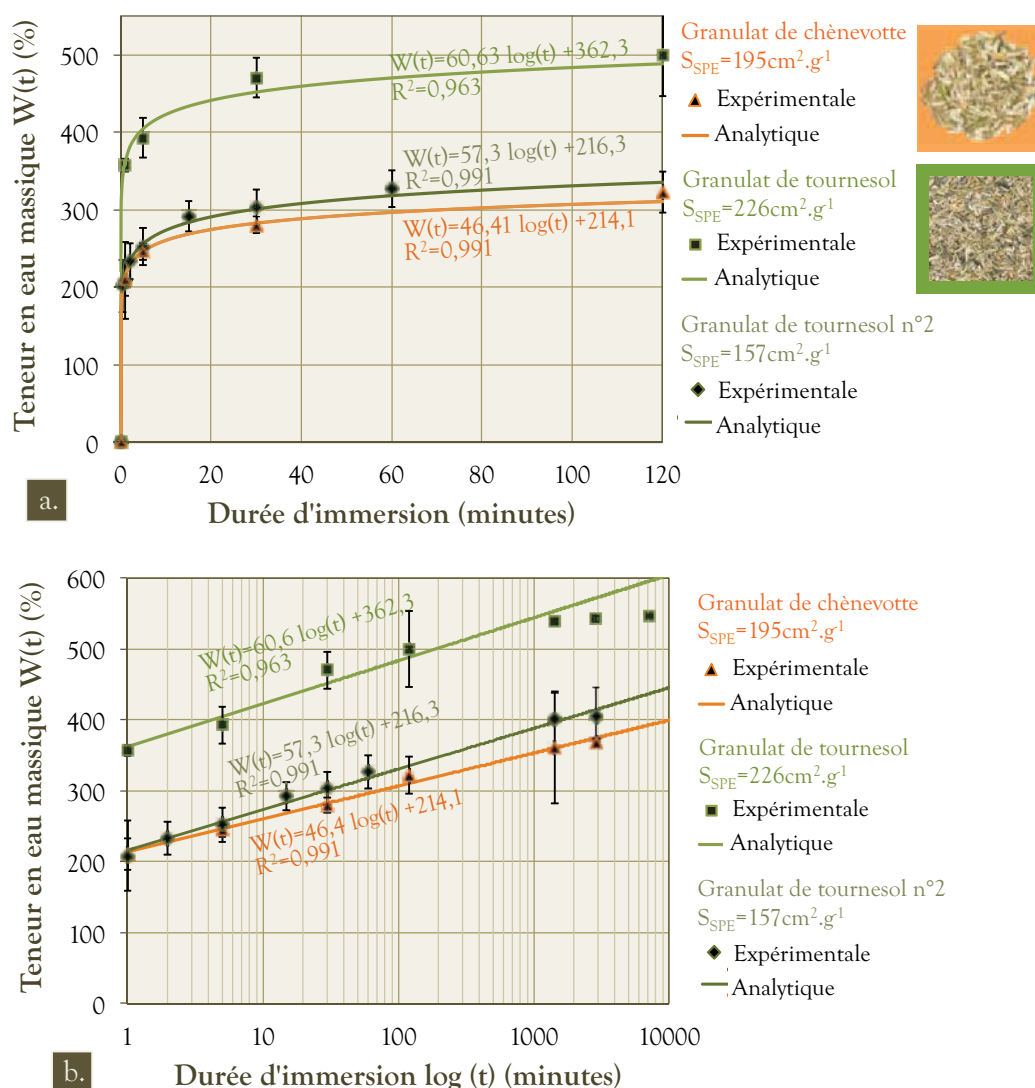 Teneur en eau massique W(t) (%)
500
400
300
200
100
0
W(t)=60,63 log(t) +362,3
R²=0,963
W(t)=57,3 log(t) +216,3
R²=0,991
W(t)=46,41 log(t) +214,1
R²=0,991
0 20 40 60 80 100 120
Durée d'immersion (minutes)
a.
Granulat de chènevotte
S_SPE=195cm².g⁻¹
Expérimentale
Analytique
Granulat de tournesol
S_SPE=226cm².g⁻¹
Expérimentale
Analytique
Granulat de tournesol n°2
S_SPE=157cm².g⁻¹
Expérimentale
Analytique
Teneur en eau massique W(t) (%)
600
500
400
300
200
100
0
W(t)=60,6 log(t) +362,3
R²=0,963
W(t)=57,3 log(t) +216,3
R²=0,991
W(t)=46,4 log(t) +214,1
R²=0,991
1 10 100 1000 10000
Durée d'immersion log (t) (minutes)
b.
Granulat de chènevotte
S_SPE=195cm².g⁻¹
Expérimentale
Analytique
Granulat de tournesol
S_SPE=226cm².g⁻¹
Expérimentale
Analytique
Granulat de tournesol n°2
S_SPE=157cm².g⁻¹
Expérimentale
Analytique